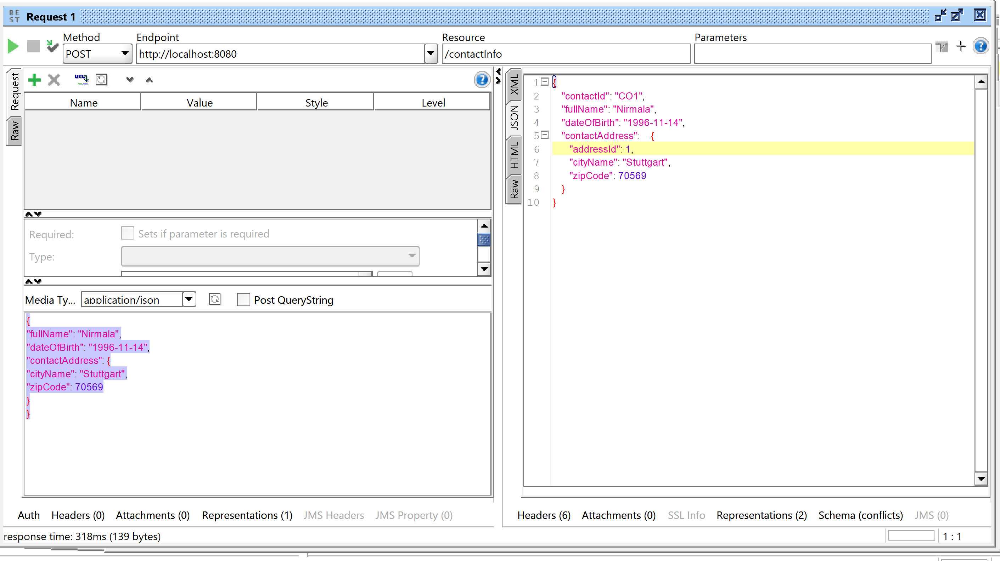 RE
ST
Request 1
Method
Endpoint
Resource
Parameters
POST
http://localhost:8080
/contactInfo
Request
Raw
URL
Name
Value
Style
Level
Required:
Sets if parameter is required
Type:
Media Ty...
application/json
Post QueryString
{
"fullName": "Nirmala",
"dateOfBirth": "1996-11-14",
"contactAddress": {
"cityName": "Stuttgart",
"zipCode": 70569
}
}
XML
JSON
HTML
Raw
1 {
2 "contactId": "CO1",
3 "fullName": "Nirmala",
4 "dateOfBirth": "1996-11-14",
5 "contactAddress": {
6 "addressId": 1,
7 "cityName": "Stuttgart",
8 "zipCode": 70569
9 }
10 }
Auth Headers (0) Attachments (0) Representations (1) JMS Headers JMS Property (0)
Headers (6) Attachments (0) SSL Info Representations (2) Schema (conflicts) JMS (0)
response time: 318ms (139 bytes)
1 : 1